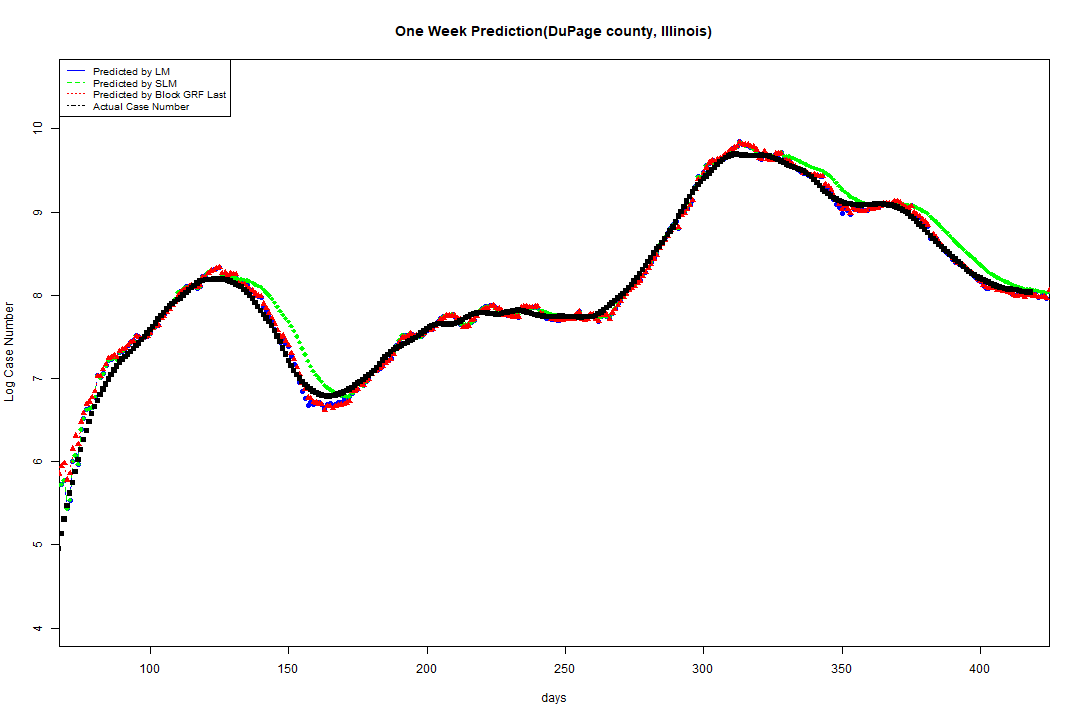 One Week Prediction(DuPage county, Illinois)
Predicted by LM
Predicted by SLM
Predicted by Block GRF Last
Actual Case Number
Log Case Number
10
9
8
7
6
5
4
100 150 200 250 300 350 400
days